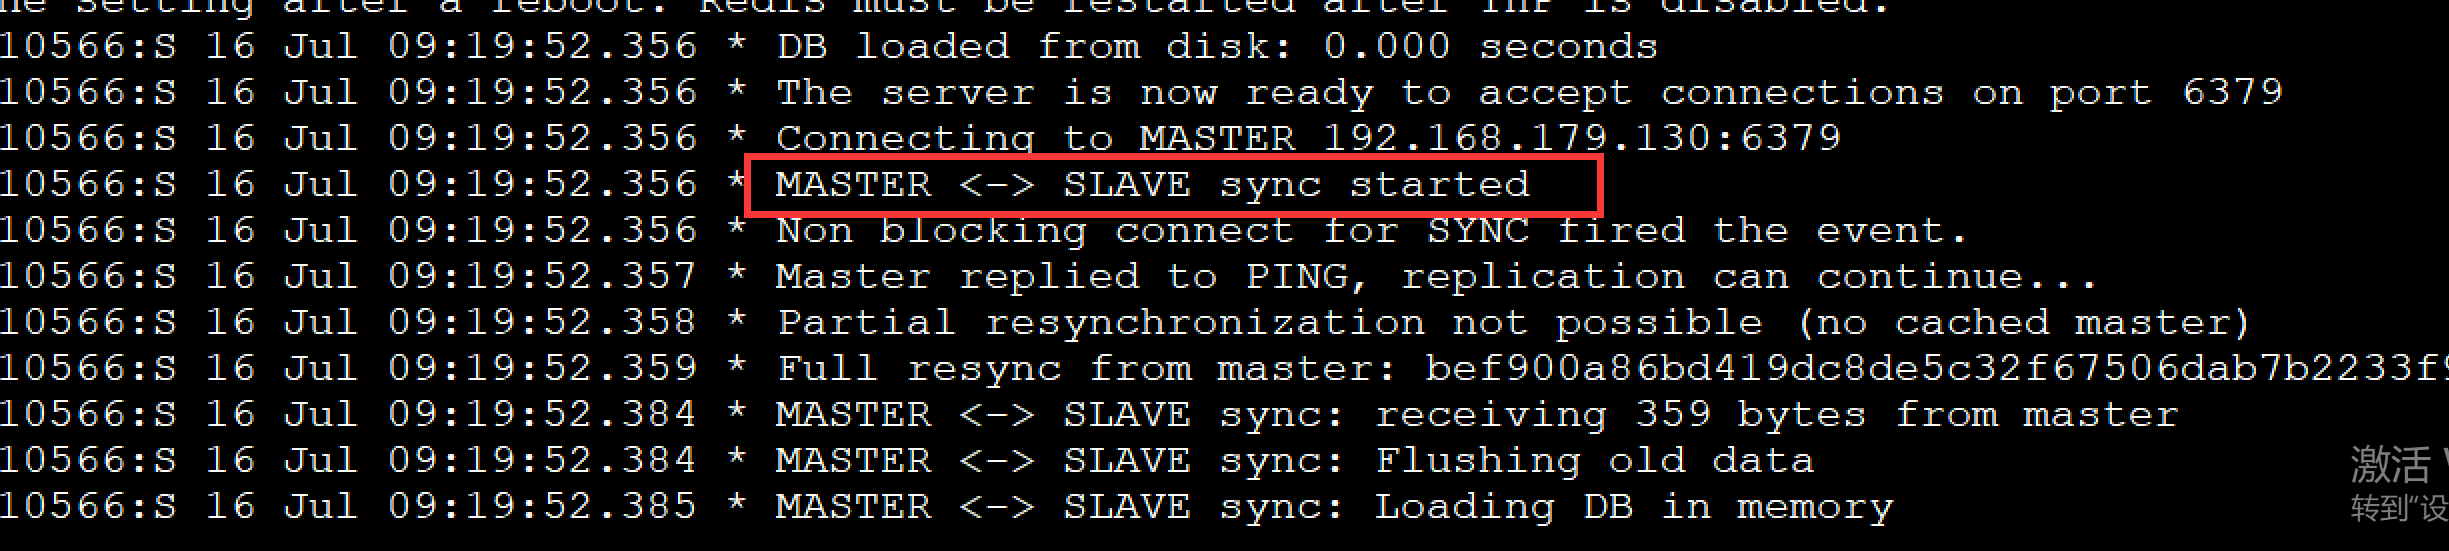 he setting after a reboot. Redis must be restarted after THP is disabled.
10566:S 16 Jul 09:19:52.356 * DB loaded from disk: 0.000 seconds
10566:S 16 Jul 09:19:52.356 * The server is now ready to accept connections on port 6379
10566:S 16 Jul 09:19:52.356 * Connecting to MASTER 192.168.179.130:6379
10566:S 16 Jul 09:19:52.356 * MASTER <-> SLAVE sync started
10566:S 16 Jul 09:19:52.356 * Non blocking connect for SYNC fired the event.
10566:S 16 Jul 09:19:52.357 * Master replied to PING, replication can continue...
10566:S 16 Jul 09:19:52.358 * Partial resynchronization not possible (no cached master)
10566:S 16 Jul 09:19:52.359 * Full resync from master: bef900a86bd419dc8de5c32f67506dab7b2233f9
10566:S 16 Jul 09:19:52.384 * MASTER <-> SLAVE sync: receiving 359 bytes from master
10566:S 16 Jul 09:19:52.384 * MASTER <-> SLAVE sync: Flushing old data
10566:S 16 Jul 09:19:52.385 * MASTER <-> SLAVE sync: Loading DB in memory
激活 W
转到“设